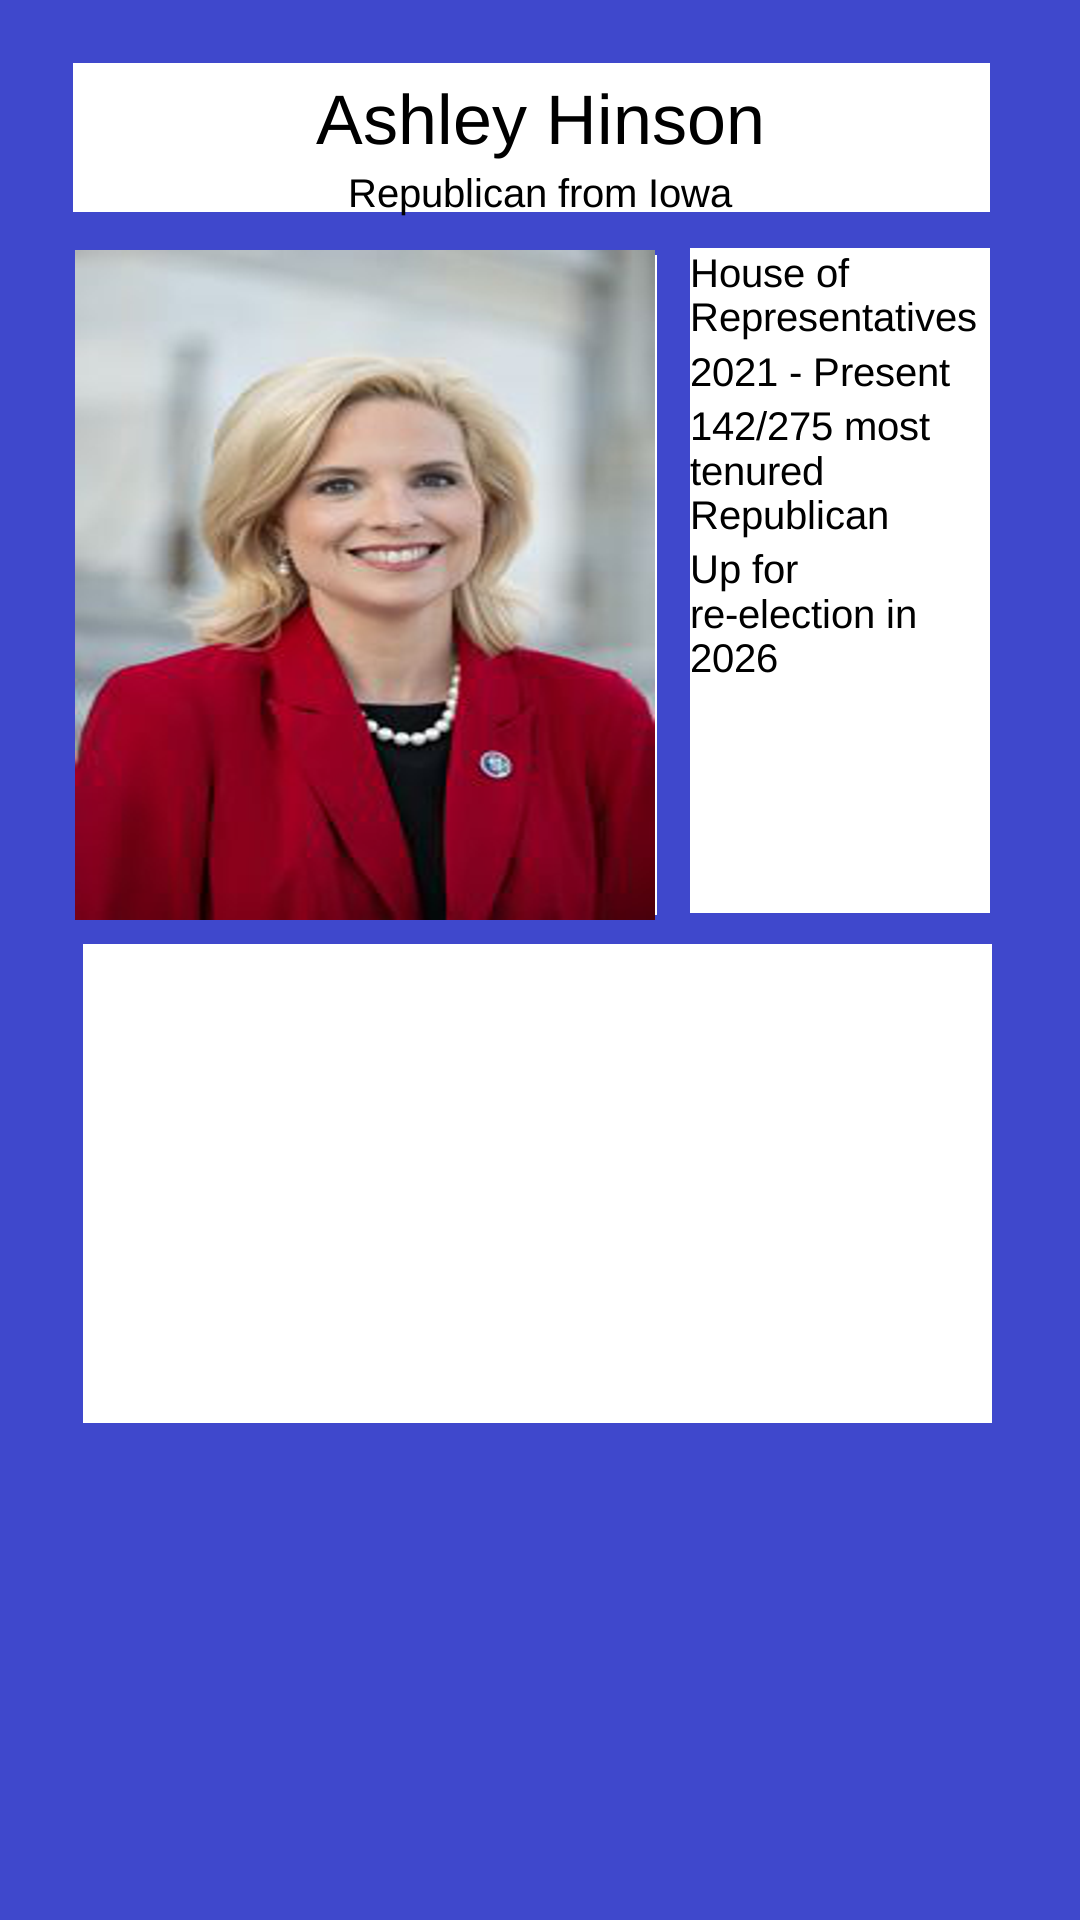 Ashley Hinson
Republican from Iowa
House of
Representatives
2021 - Present
142/275 most
tenured
Republican
Up for
re-election in
2026